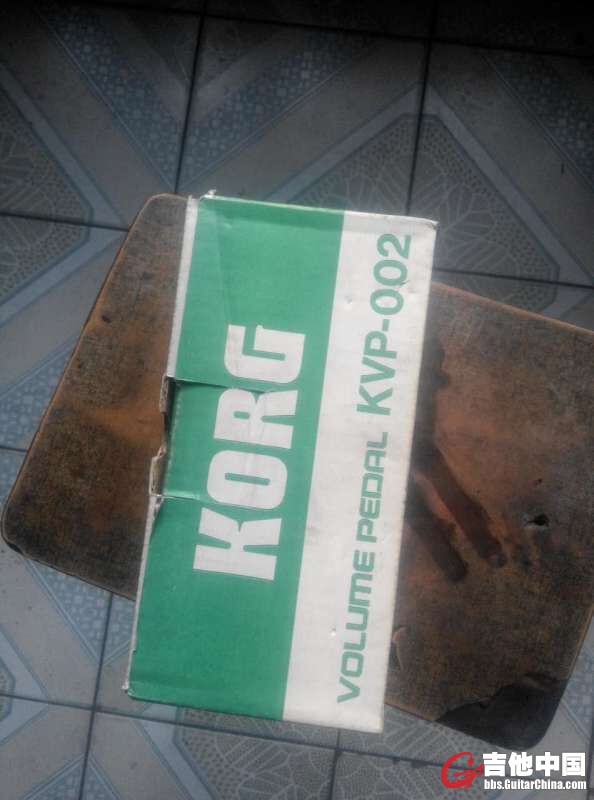 KORG
VOLUME PEDAL KVP-002
吉他中国
bbs.GuitarChina.com